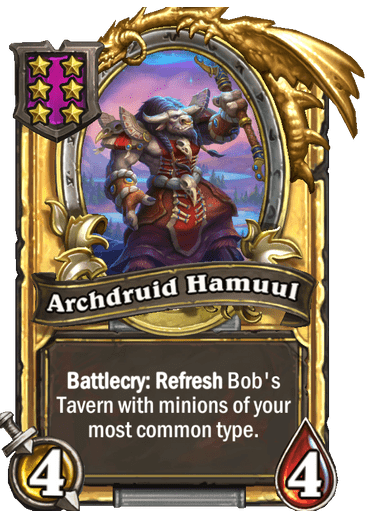 Archdruid Hamuul
Battlecry: Refresh Bob's
Tavern with minions of your
most common type.
4
4